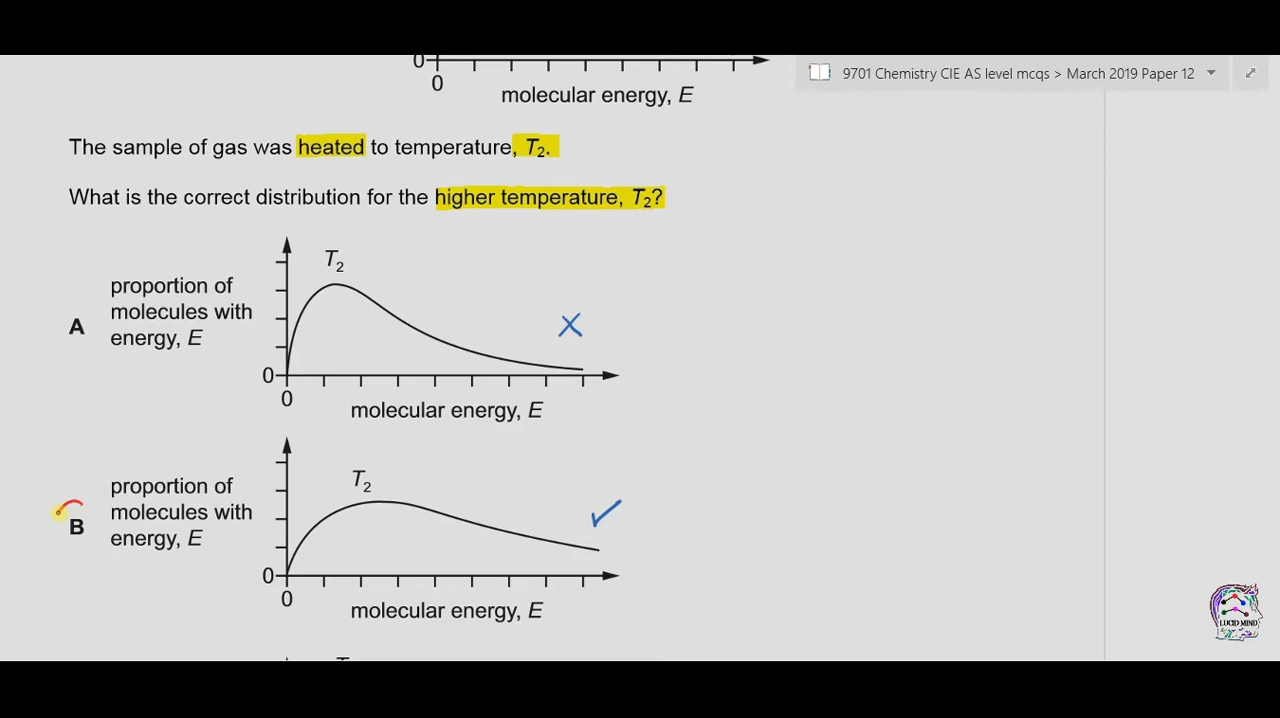 0
0
molecular energy, E
9701 Chemistry CIE AS level mcqs > March 2019 Paper 12
The sample of gas was heated to temperature, T2.
What is the correct distribution for the higher temperature, T2?
T2
proportion of
molecules with
energy, E
A
0
0
molecular energy, E
T2
proportion of
molecules with
energy, E
B
0
0
molecular energy, E
LUCID MIND